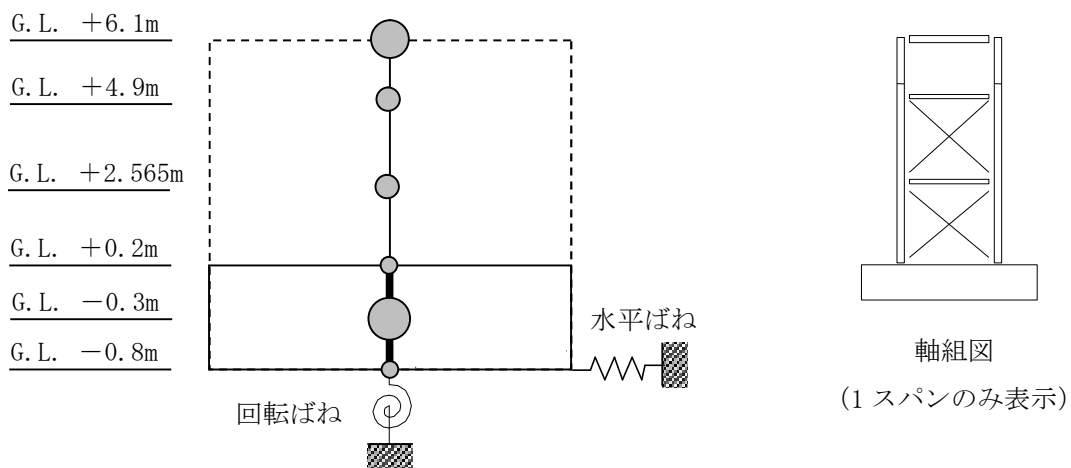 G.L. +6.1m
G.L. +4.9m
G.L. +2.565m
G.L. +0.2m
G.L. -0.3m
G.L. -0.8m
水平ばね
回転ばね
軸組図
(1 スパンのみ表示)